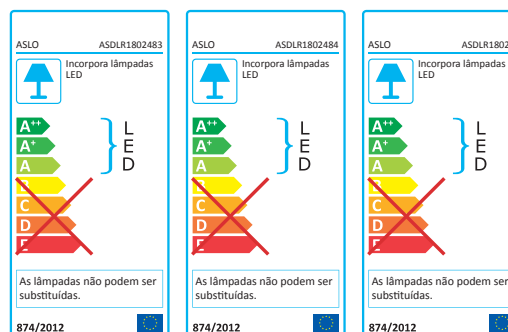 ASLO ASDLR1802483
Incorpora lâmpadas
LED
A++
A+
A
C
D
L
E
D
As lâmpadas não podem ser
substituídas.
874/2012
ASLO ASDLR1802484
Incorpora lâmpadas
LED
A++
A+
A
C
D
L
E
D
As lâmpadas não podem ser
substituídas.
874/2012
ASLO ASDLR1802
Incorpora lâmpadas
LED
A++
A+
A
C
D
L
E
D
As lâmpadas não podem ser
substituídas.
874/2012